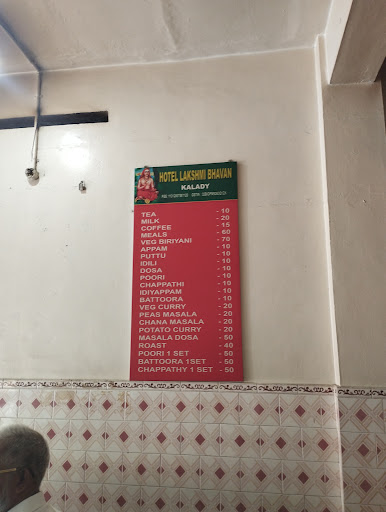 HOTEL LAKSHMI BHAVAN
KALADY
TEA - 10
MILK - 20
COFFEE - 15
MEALS - 60
VEG BIRIYANI - 70
APPAM - 10
PUTTU - 10
IDILI - 10
DOSA - 10
POORI - 10
CHAPPATHI - 10
IDIYAPPAM - 10
BATTOORA - 10
VEG CURRY - 20
PEAS MASALA - 20
CHANA MASALA - 20
POTATO CURRY - 20
MASALA DOSA - 50
ROAST - 40
POORI 1 SET - 50
BATTOORA 1SET - 50
CHAPPATHY 1 SET - 50